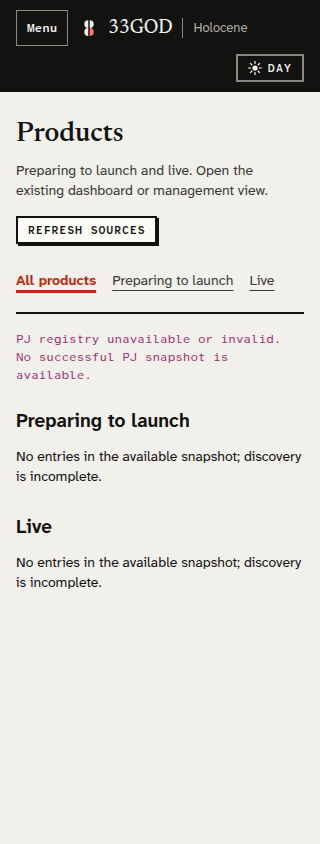 Menu
33GOD
Holocene
DAY
Products
Preparing to launch and live. Open the
existing dashboard or management view.
REFRESH SOURCES
All products Preparing to launch Live
PJ registry unavailable or invalid.
No successful PJ snapshot is
available.
Preparing to launch
No entries in the available snapshot; discovery
is incomplete.
Live
No entries in the available snapshot; discovery
is incomplete.